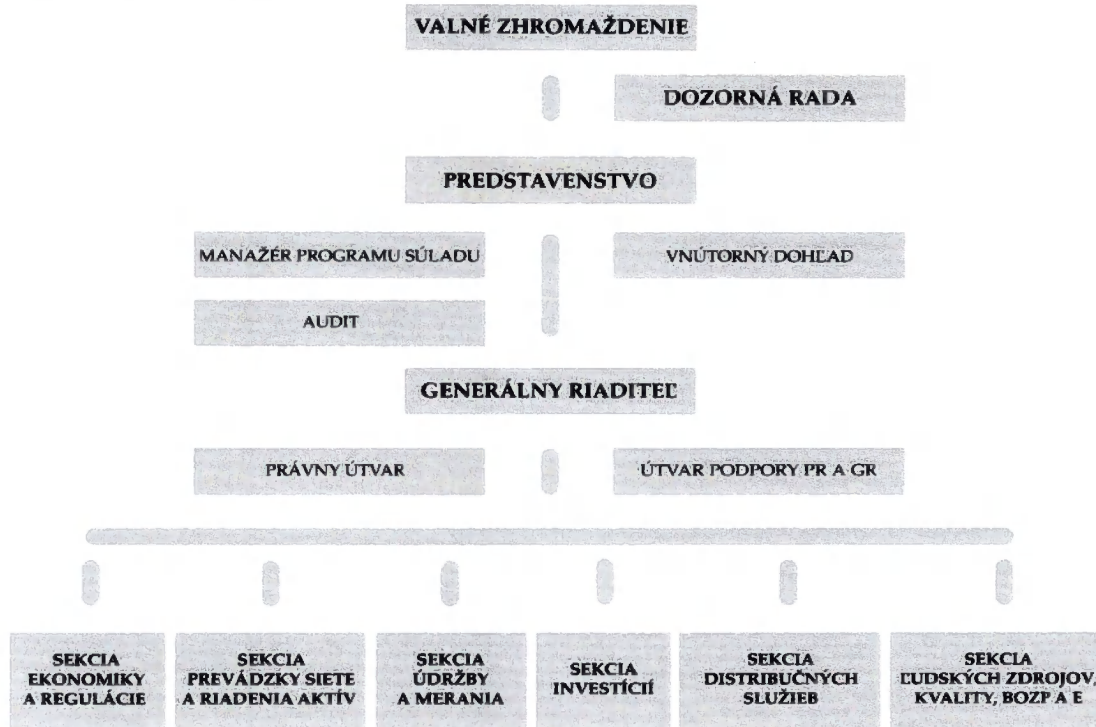 VALNÉ ZHROMAŽDENIE
DOZORNÁ RADA
PREDSTAVENSTVO
MANAŽÉR PROGRAMU SÚLADU
VNÚTORNÝ DOHĽAD
AUDIT
GENERÁLNY RIADITEĽ
PRÁVNY ÚTVAR
ÚTVAR PODPORY PR A GR
SEKCIA
EKONOMIKY
A REGULÁCIE
SEKCIA
PREVÁDZKY SIETE
A RIADENIA AKTÍV
SEKCIA
ÚDRŽBY
A MERANIA
SEKCIA
INVESTÍCIÍ
SEKCIA
DISTRIBUČNÝCH
SLUŽIEB
SEKCIA
ĽUDSKÝCH ZDROJOV,
KVALITY, BOZP A E